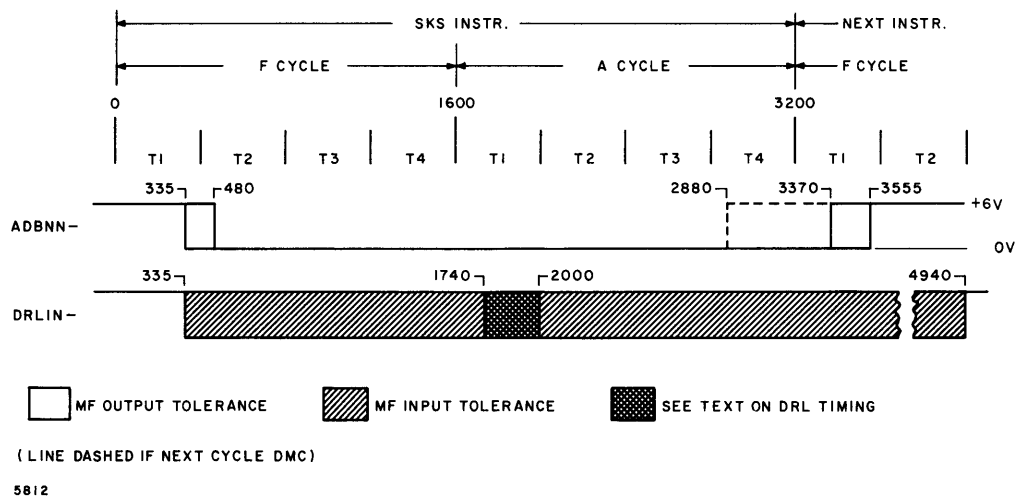 SKS INSTR. NEXT INSTR.
F CYCLE A CYCLE F CYCLE
0 1600 3200
T1 T2 T3 T4 T1 T2 T3 T4 T1 T2
335 480 2880 3370 3555 +6V
ADBNN-
0V
335 1740 2000 4940
DRLIN-
MF OUTPUT TOLERANCE MF INPUT TOLERANCE SEE TEXT ON DRL TIMING
(LINE DASHED IF NEXT CYCLE DMC)
5812